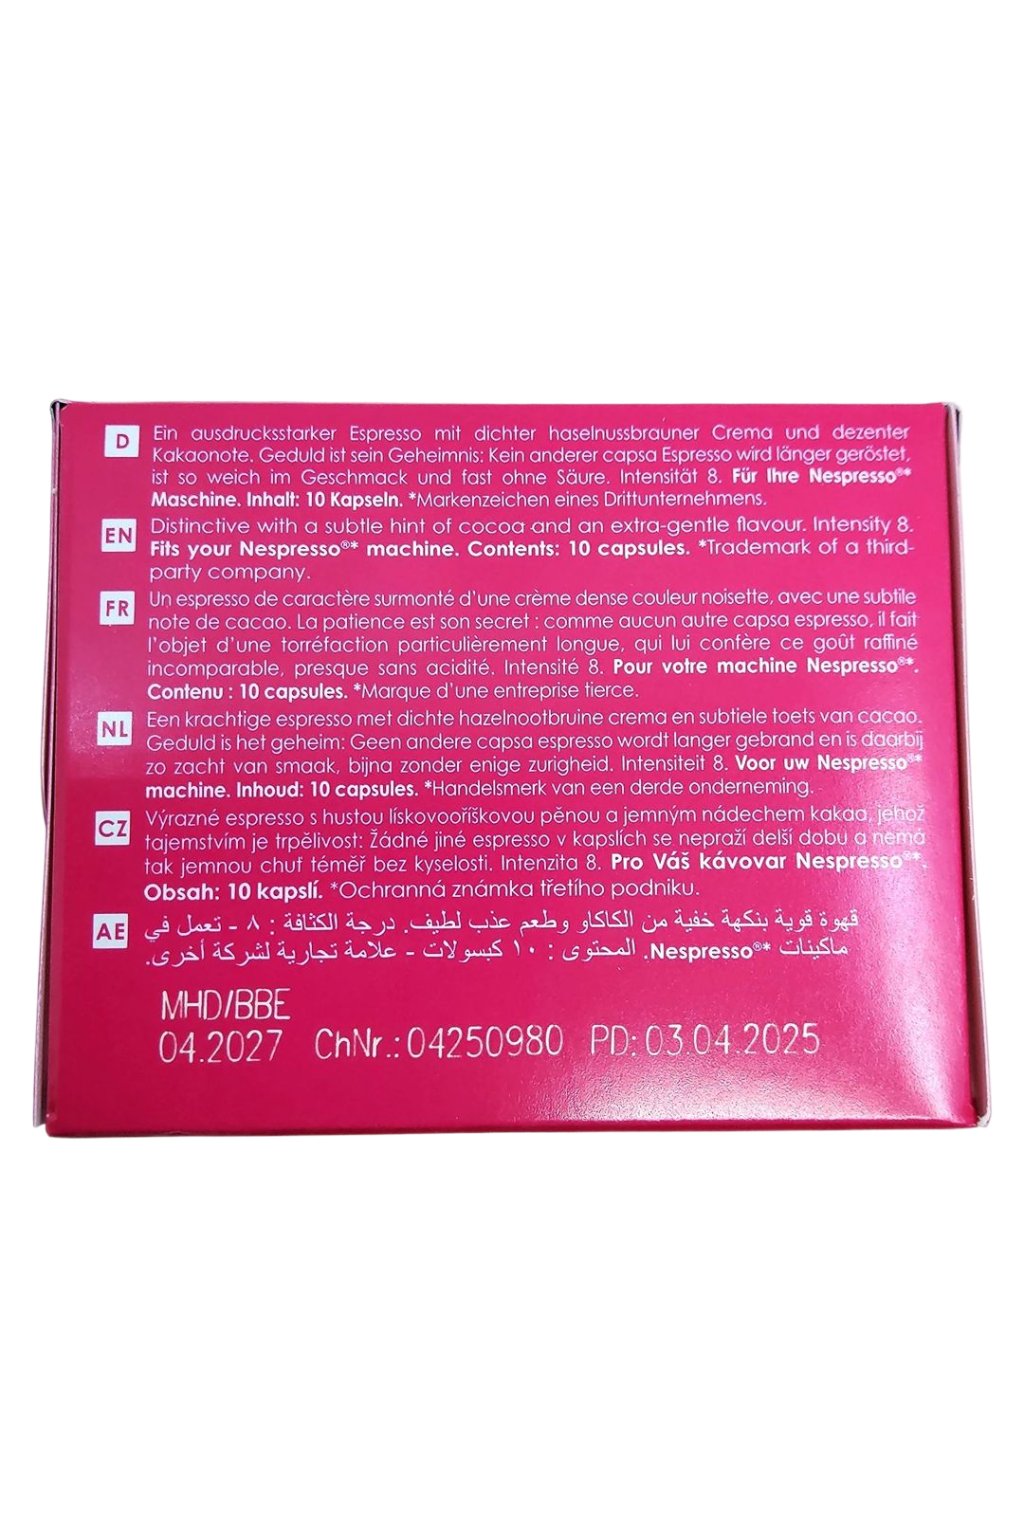 D Ein ausdrucksstarker Espresso mit dichter haselnussbrauner Crema und dezenter
Kakaonote. Geduld ist sein Geheimnis: Kein anderer capsa Espresso wird länger geröstet,
ist so weich im Geschmack und fast ohne Säure. Intensität 8. Für Ihre Nespresso®*
Maschine. Inhalt: 10 Kapseln. *Markenzeichen eines Drittunternehmens.
EN Distinctive with a subtle hint of cocoa and an extra-gentle flavour. Intensity 8.
Fits your Nespresso®* machine. Contents: 10 capsules. *Trademark of a third-
party company.
FR Un espresso de caractère surmonté d'une crème dense couleur noisette, avec une subtile
note de cacao. La patience est son secret : comme aucun autre capsa espresso, il fait
l'objet d'une torréfaction particulièrement longue, qui lui confère ce goût raffiné
incomparable, presque sans acidité. Intensité 8. Pour votre machine Nespresso®*.
Contenu : 10 capsules. *Marque d'une entreprise tierce.
NL Een krachtige espresso met dichte hazelnootbruine crema en subtiele toets van cacao.
Geduld is het geheim: Geen andere capsa espresso wordt langer gebrand en is daarbij
zo zacht van smaak, bijna zonder enige zurigheid. Intensiteit 8. Voor uw Nespresso®*
machine. Inhoud: 10 capsules. *Handelsmerk van een derde onderneming.
CZ Výrazné espresso s hustou lískovooříškovou pěnou a jemným nádechem kakaa, jehož
tajemstvím je trpělivost: Žádné jiné espresso v kapslích se nepraží delší dobu a nemá
tak jemnou chuť téměř bez kyselosti. Intenzita 8. Pro Váš kávovar Nespresso®*.
Obsah: 10 kapslí. *Ochranná známka třetího podniku.
AE قهوة قوية بنكهة خفية من الكاكاو وطعم عذب لطيف. درجة الكثافة : ٨ - تعمل في
ماكينات Nespresso®*. المحتوى : ١٠ كبسولات - علامة تجارية لشركة أخرى.
MHD/BBE
04.2027 ChNr.: 04250980 PD: 03.04.2025